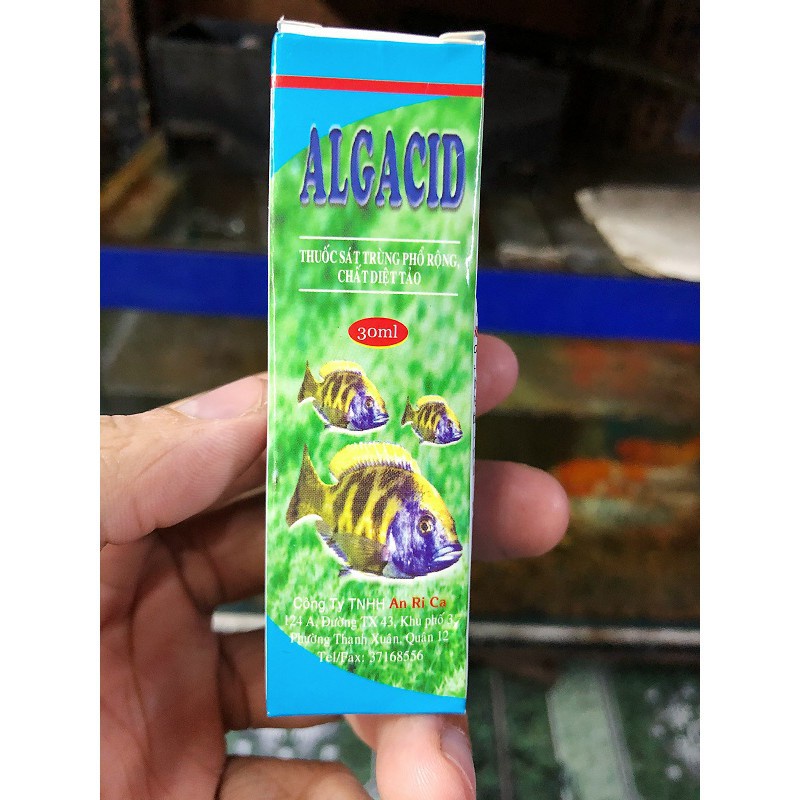 ALGACID
THUỐC SÁT TRÙNG PHỔ RỘNG,
CHẤT DIỆT TẢO
30ml
Công Ty TNHH An Ri Ca
124 A, Đường TX 43, Khu phố 3,
Phường Thạnh Xuân, Quận 12
Tel/Fax: 37168556